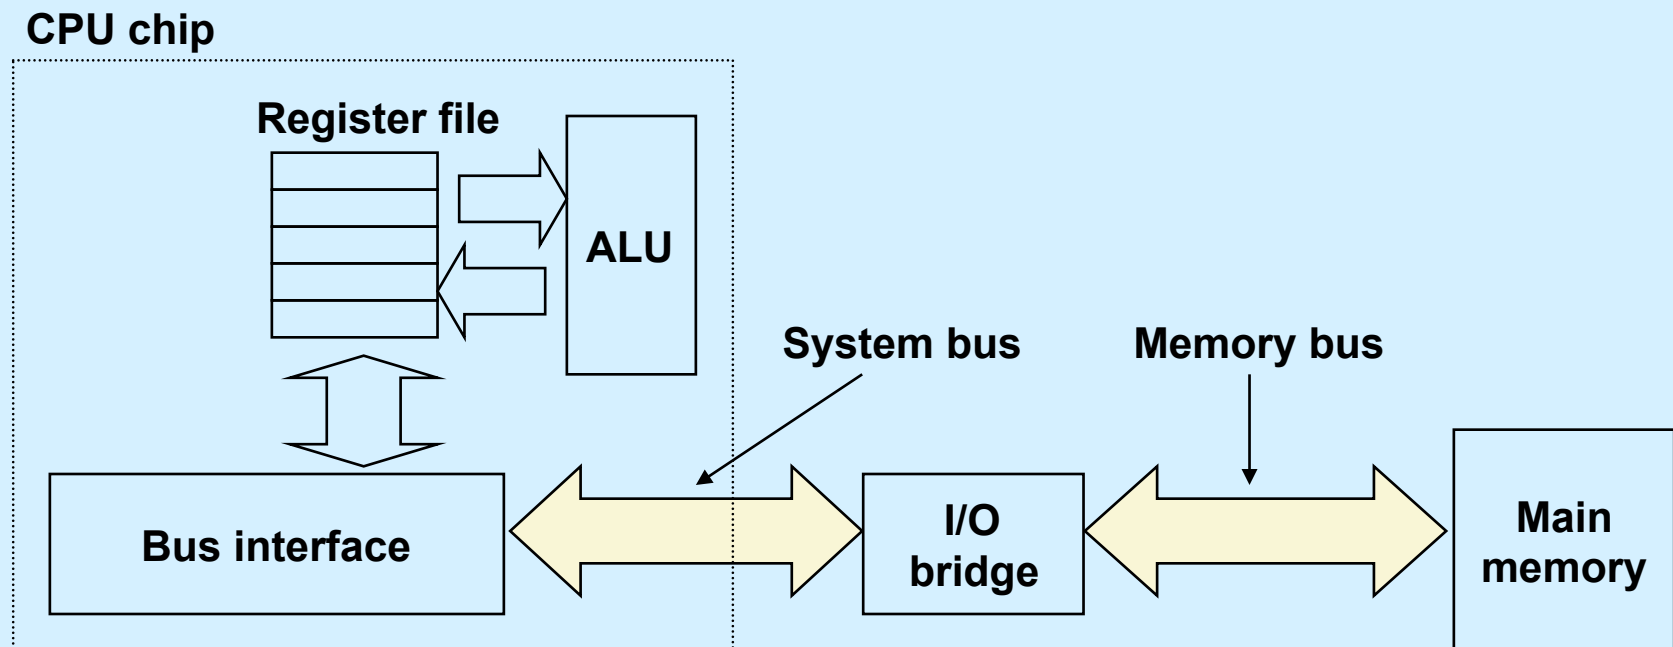 CPU chip
Register file
ALU
System bus
Memory bus
Bus interface
I/O
bridge
Main
memory